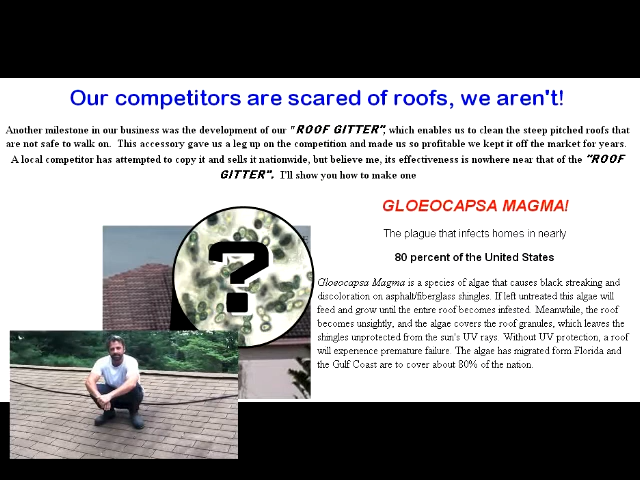 Our competitors are scared of roofs, we aren't!
Another milestone in our business was the development of our "ROOF GITTER", which enables us to clean the steep pitched roofs that
are not safe to walk on. This accessory gave us a leg up on the competition and made us so profitable we kept it off the market for years.
A local competitor has attempted to copy it and sells it nationwide, but believe me, its effectiveness is nowhere near that of the "ROOF
GITTER". I'll show you how to make one
GLOEOCAPSA MAGMA!
The plague that infects homes in nearly
80 percent of the United States
Gloeocapsa Magma is a species of algae that causes black streaking and
discoloration on asphalt/fiberglass shingles. If left untreated this algae will
feed and grow until the entire roof becomes infested. Meanwhile, the roof
becomes unsightly, and the algae covers the roof granules, which leaves the
shingles unprotected from the sun's UV rays. Without UV protection, a roof
will experience premature failure. The algae has migrated form Florida and
the Gulf Coast are to cover about 80% of the nation.
?